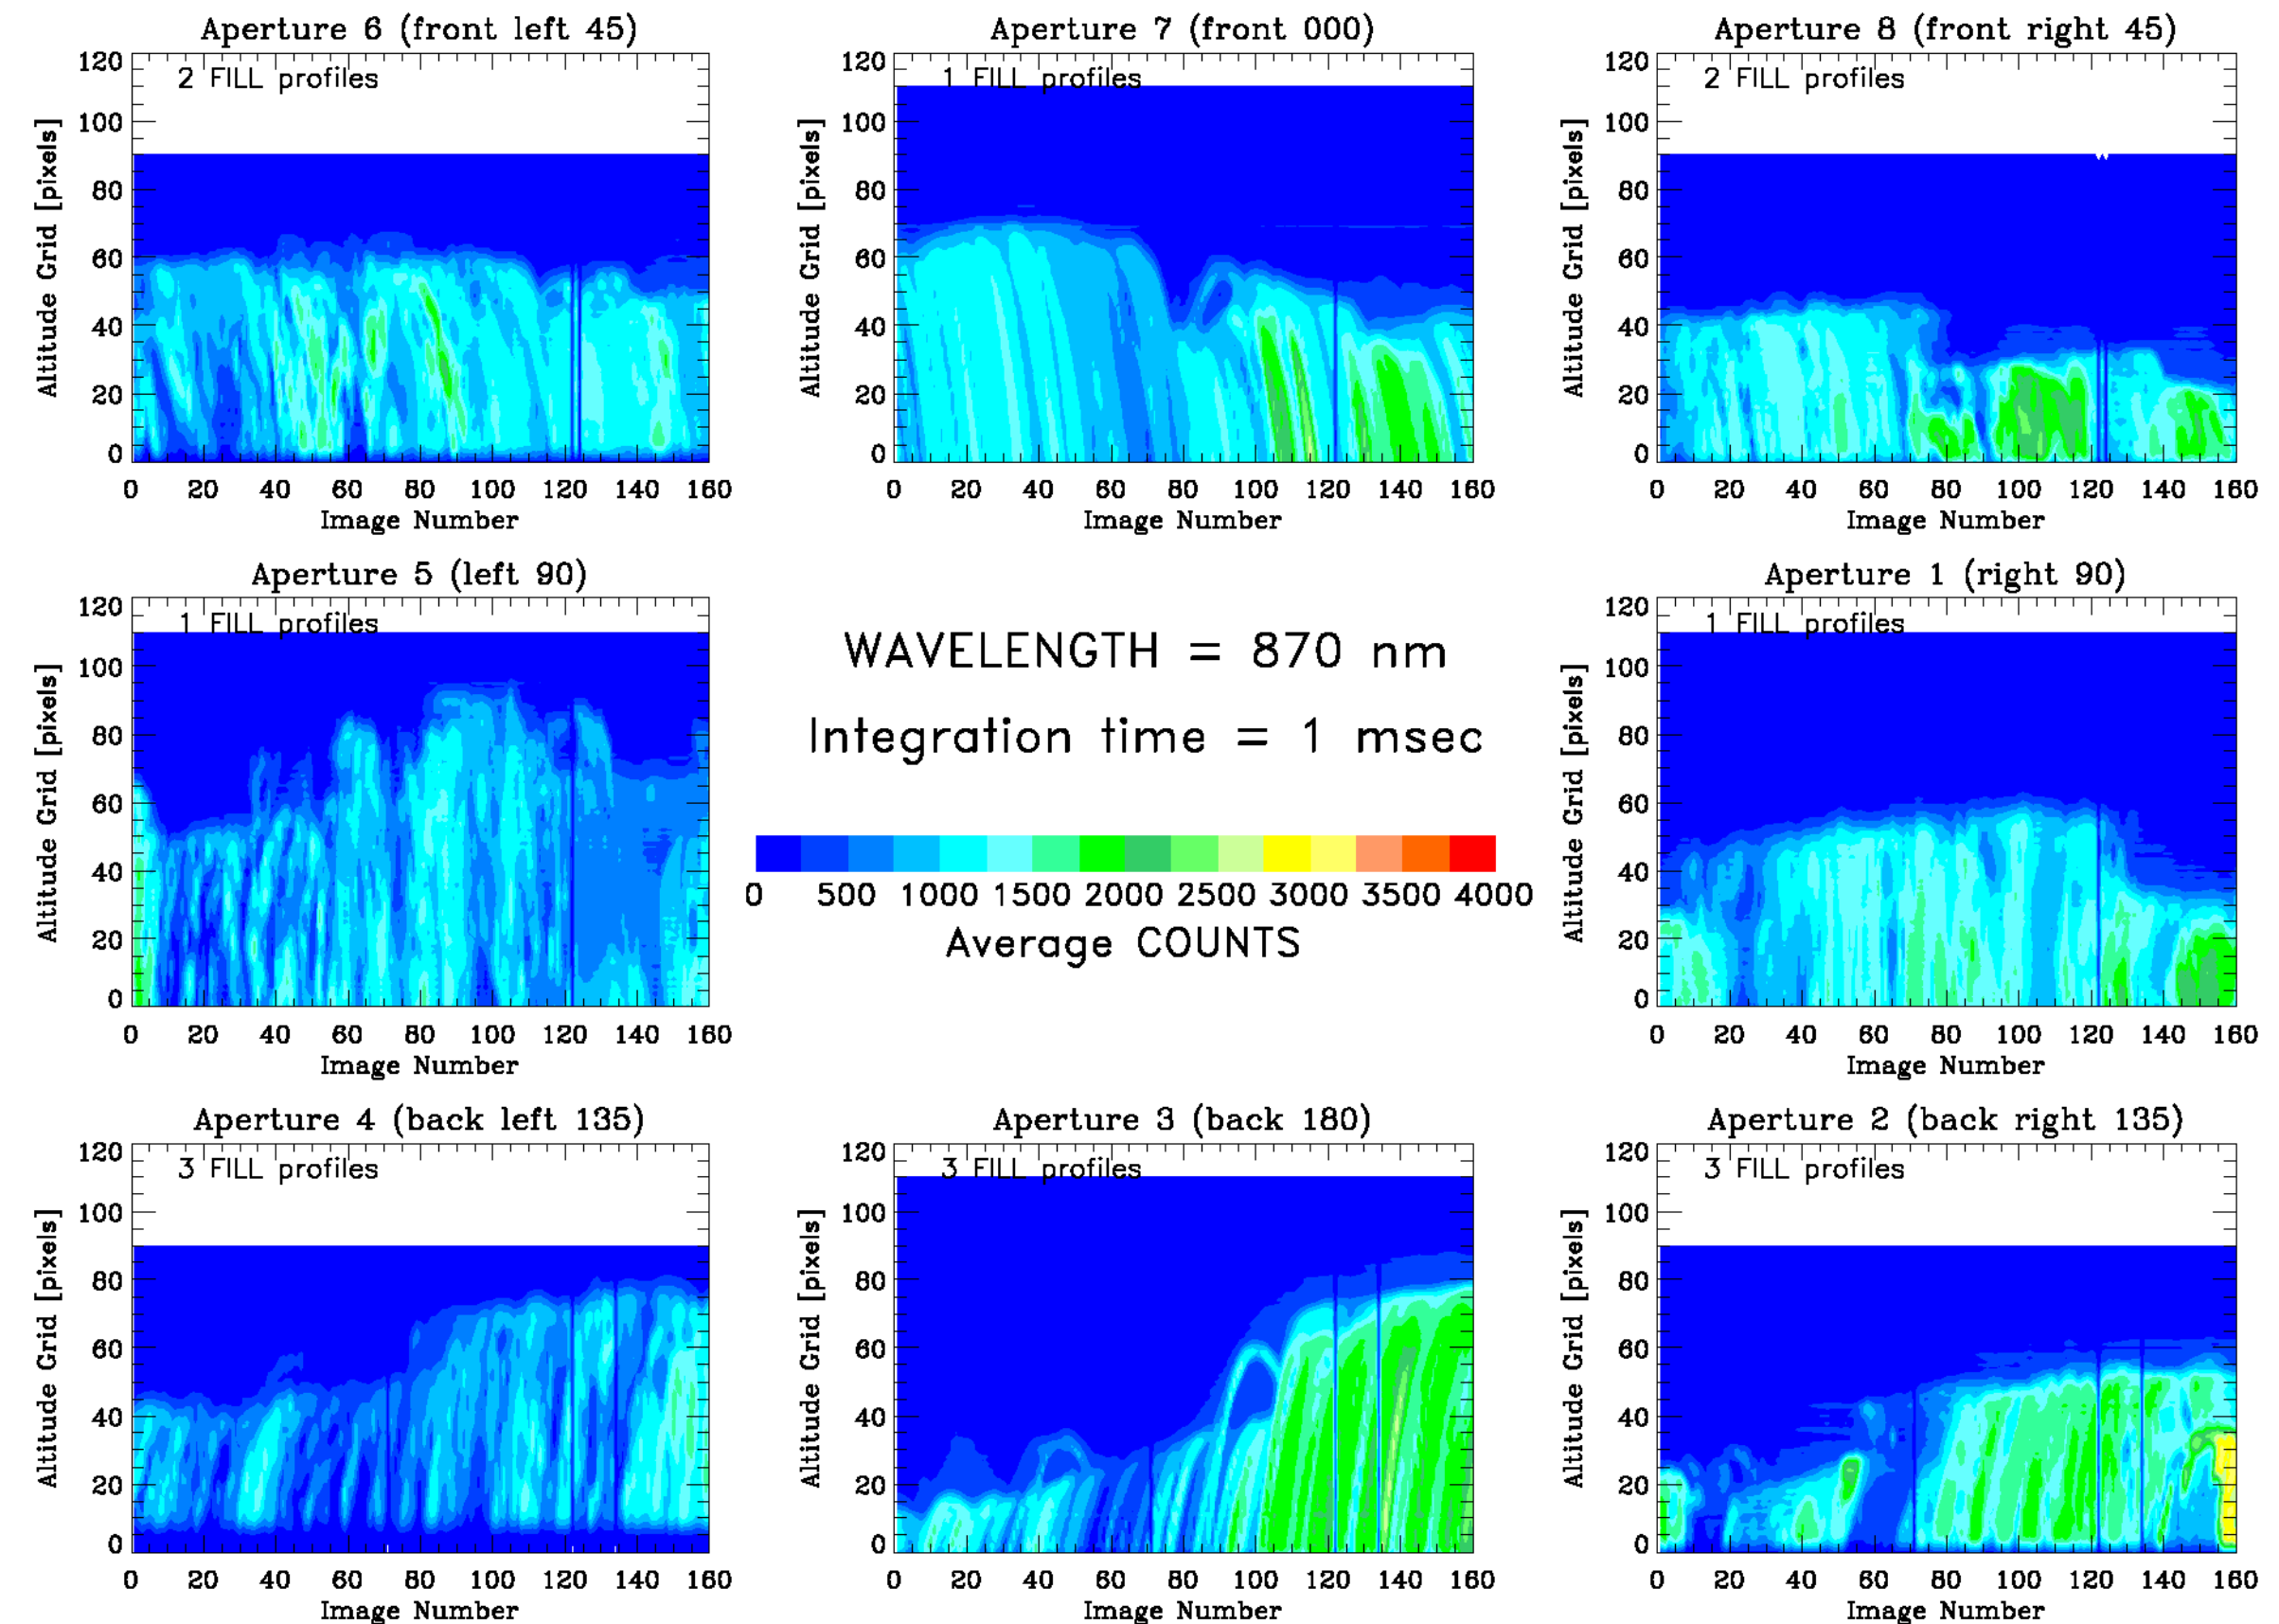 Aperture 6 (front left 45)
2 FILL profiles
Altitude Grid [pixels]
120
100
80
60
40
20
0
0 20 40 60 80 100 120 140 160
Image Number
Aperture 7 (front 000)
1 FILL profiles
Altitude Grid [pixels]
120
100
80
60
40
20
0
0 20 40 60 80 100 120 140 160
Image Number
Aperture 8 (front right 45)
2 FILL profiles
Altitude Grid [pixels]
120
100
80
60
40
20
0
0 20 40 60 80 100 120 140 160
Image Number
Aperture 5 (left 90)
1 FILL profiles
Altitude Grid [pixels]
120
100
80
60
40
20
0
0 20 40 60 80 100 120 140 160
Image Number
WAVELENGTH = 870 nm
Integration time = 1 msec
0 500 1000 1500 2000 2500 3000 3500 4000
Average COUNTS
Aperture 1 (right 90)
1 FILL profiles
Altitude Grid [pixels]
120
100
80
60
40
20
0
0 20 40 60 80 100 120 140 160
Image Number
Aperture 4 (back left 135)
3 FILL profiles
Altitude Grid [pixels]
120
100
80
60
40
20
0
0 20 40 60 80 100 120 140 160
Image Number
Aperture 3 (back 180)
3 FILL profiles
Altitude Grid [pixels]
120
100
80
60
40
20
0
0 20 40 60 80 100 120 140 160
Image Number
Aperture 2 (back right 135)
3 FILL profiles
Altitude Grid [pixels]
120
100
80
60
40
20
0
0 20 40 60 80 100 120 140 160
Image Number